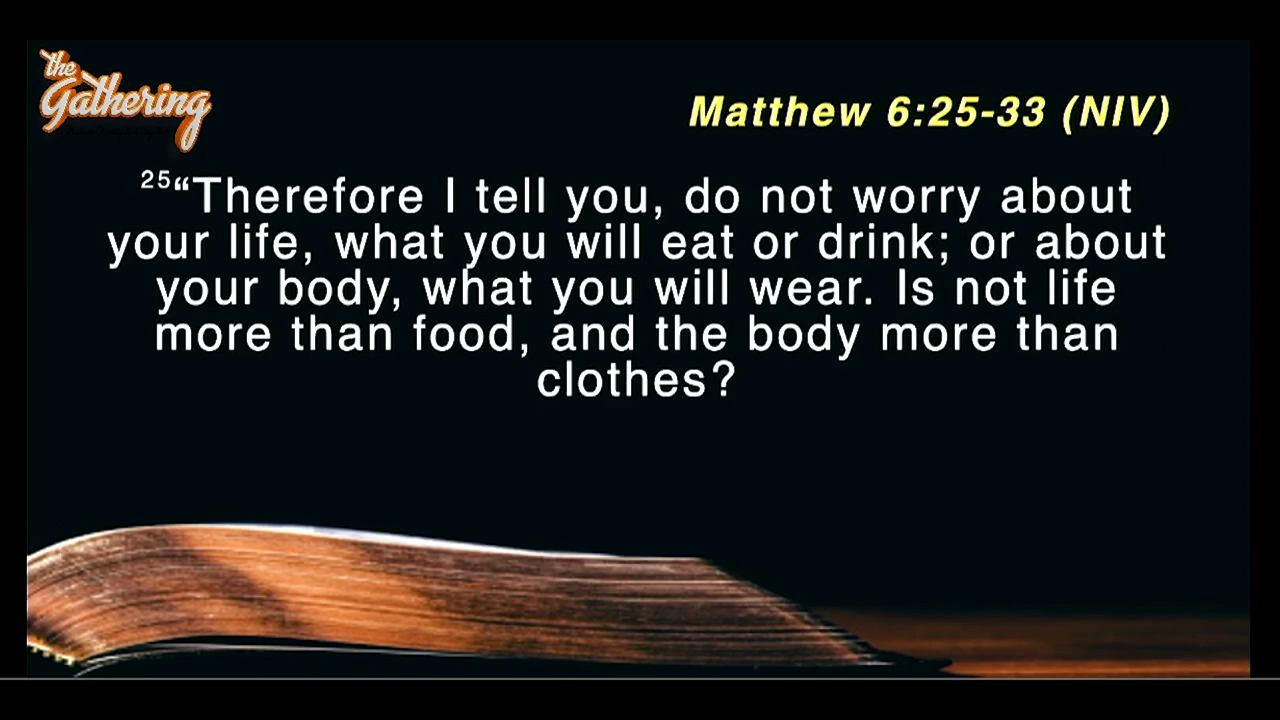 the
Gathering
Matthew 6:25-33 (NIV)
25“Therefore I tell you, do not worry about
your life, what you will eat or drink; or about
your body, what you will wear. Is not life
more than food, and the body more than
clothes?